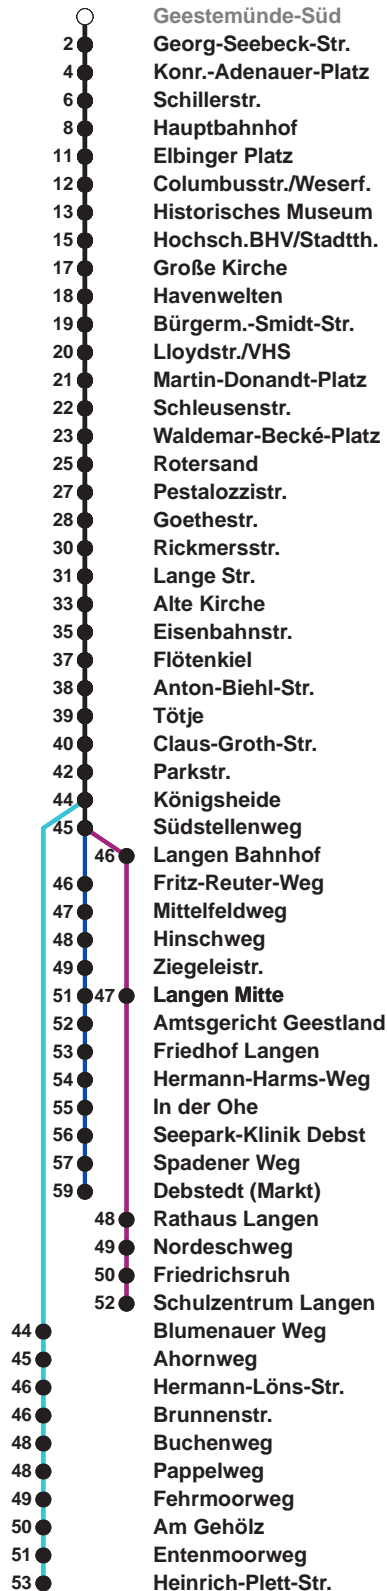 Geestemünde-Süd
2 Georg-Seebeck-Str.
4 Konr.-Adenauer-Platz
6 Schillerstr.
8 Hauptbahnhof
11 Elbinger Platz
12 Columbusstr./Weserf.
13 Historisches Museum
15 Hochsch.BHV/Stadtth.
17 Große Kirche
18 Havenwelten
19 Bürgerm.-Smidt-Str.
20 Lloydstr./VHS
21 Martin-Donandt-Platz
22 Schleusenstr.
23 Waldemar-Becké-Platz
25 Rotersand
27 Pestalozzistr.
28 Goethestr.
30 Rickmersstr.
31 Lange Str.
33 Alte Kirche
35 Eisenbahnstr.
37 Flötenkiel
38 Anton-Biehl-Str.
39 Tötje
40 Claus-Groth-Str.
42 Parkstr.
44 Königsheide
45 Südstellenweg
46 Langen Bahnhof
46 Fritz-Reuter-Weg
47 Mittelfeldweg
48 Hinschweg
49 Ziegeleistr.
51 47 Langen Mitte
52 Amtsgericht Geestland
53 Friedhof Langen
54 Hermann-Harms-Weg
55 In der Ohe
56 Seepark-Klinik Debst
57 Spadener Weg
59 Debstedt (Markt)
48 Rathaus Langen
49 Nordeschweg
50 Friedrichsruh
52 Schulzentrum Langen
44 Blumenauer Weg
45 Ahornweg
46 Hermann-Löns-Str.
46 Brunnenstr.
48 Buchenweg
48 Pappelweg
49 Fehrmoorweg
50 Am Gehölz
51 Entenmoorweg
53 Heinrich-Plett-Str.